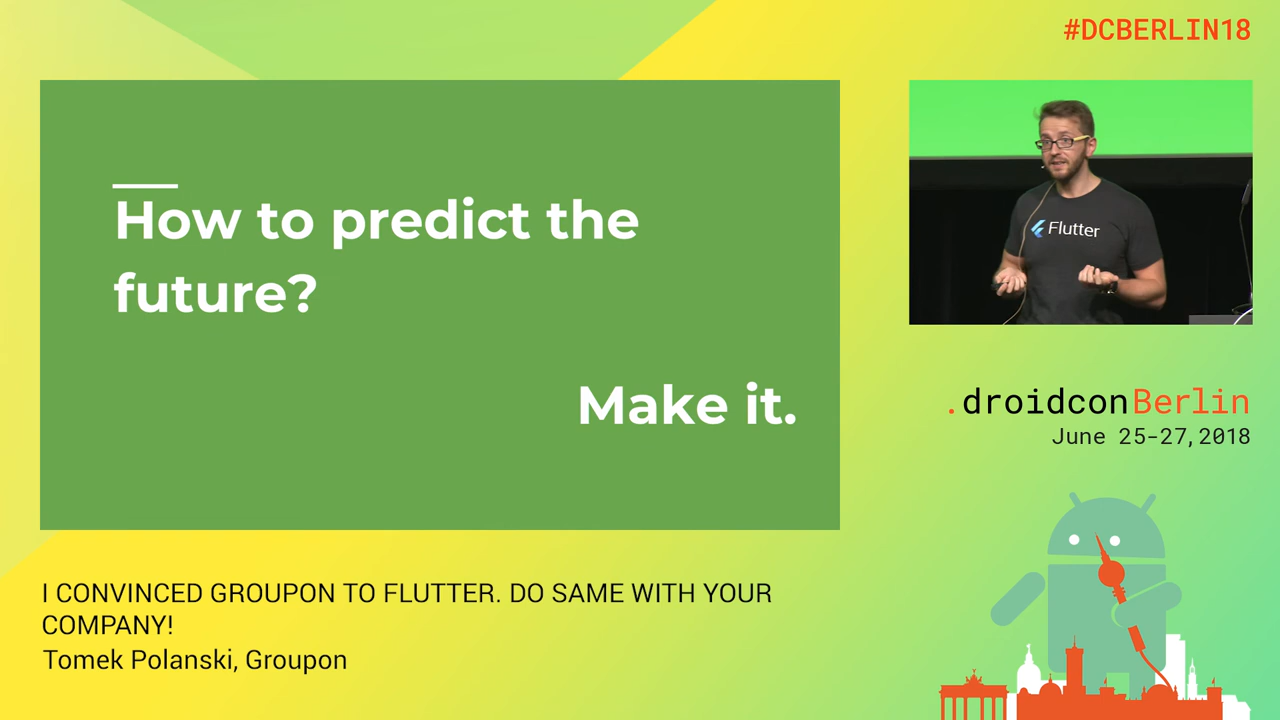 #DCBERLIN18
How to predict the
future?
Make it.
Flutter
.droidconBerlin
June 25-27, 2018
I CONVINCED GROUPON TO FLUTTER. DO SAME WITH YOUR
COMPANY!
Tomek Polanski, Groupon